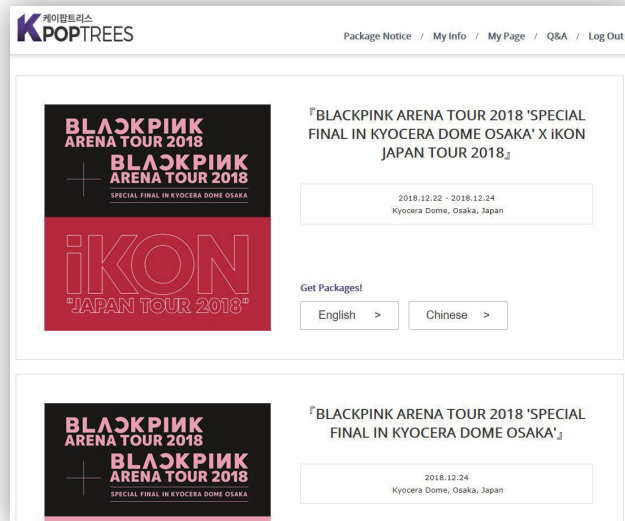 케이팝트리스
KPOPTREES
Package Notice / My Info / My Page / Q&A / Log Out
BLACKPINK
ARENA TOUR 2018
BLACKPINK
ARENA TOUR 2018
SPECIAL FINAL IN KYOCERA DOME OSAKA
iKON
"JAPAN TOUR 2018"
『BLACKPINK ARENA TOUR 2018 'SPECIAL
FINAL IN KYOCERA DOME OSAKA' X iKON
JAPAN TOUR 2018』
2018.12.22 - 2018.12.24
Kyocera Dome, Osaka, Japan
Get Packages!
English >
Chinese >
BLACKPINK
ARENA TOUR 2018
BLACKPINK
ARENA TOUR 2018
SPECIAL FINAL IN KYOCERA DOME OSAKA
『BLACKPINK ARENA TOUR 2018 'SPECIAL
FINAL IN KYOCERA DOME OSAKA'』
2018.12.24
Kyocera Dome, Osaka, Japan